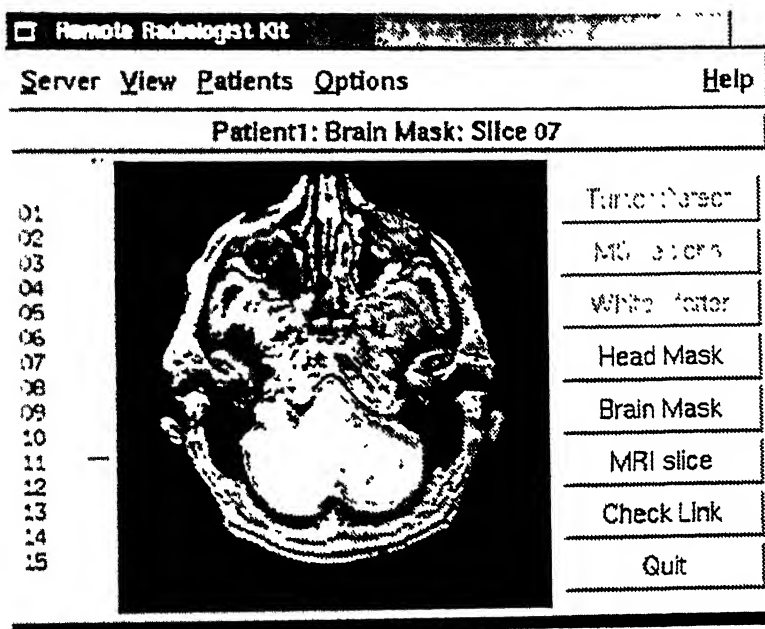 Remote Radiologist Kit
Server View Patients Options Help
Patient1: Brain Mask: Slice 07
01
02
03
04
05
06
07
08
09
10
11
12
13
14
15
White
Head Mask
Brain Mask
MRI slice
Check Link
Quit